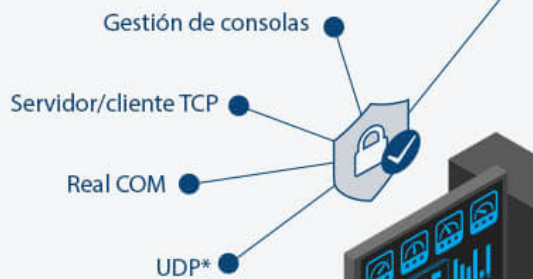 Gestión de consolas
Servidor/cliente TCP
Real COM
UDP*